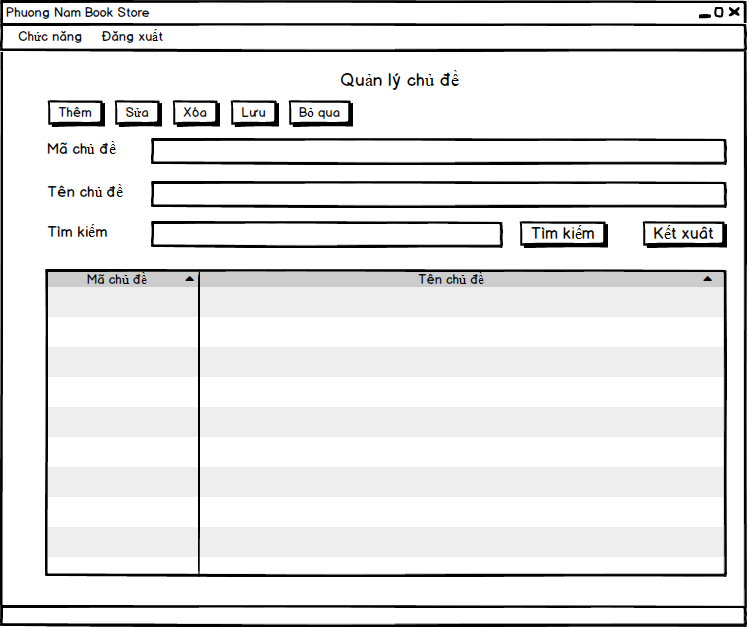 Phuong Nam Book Store
Chức năng Đăng xuất
Quản lý chủ đề
Thêm Sửa Xóa Lưu Bỏ qua
Mã chủ đề
Tên chủ đề
Tìm kiếm Tìm kiếm Kết xuất
Mã chủ đề Tên chủ đề